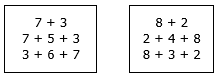 7 + 3
7 + 5 + 3
3 + 6 + 7
8 + 2
2 + 4 + 8
8 + 3 + 2